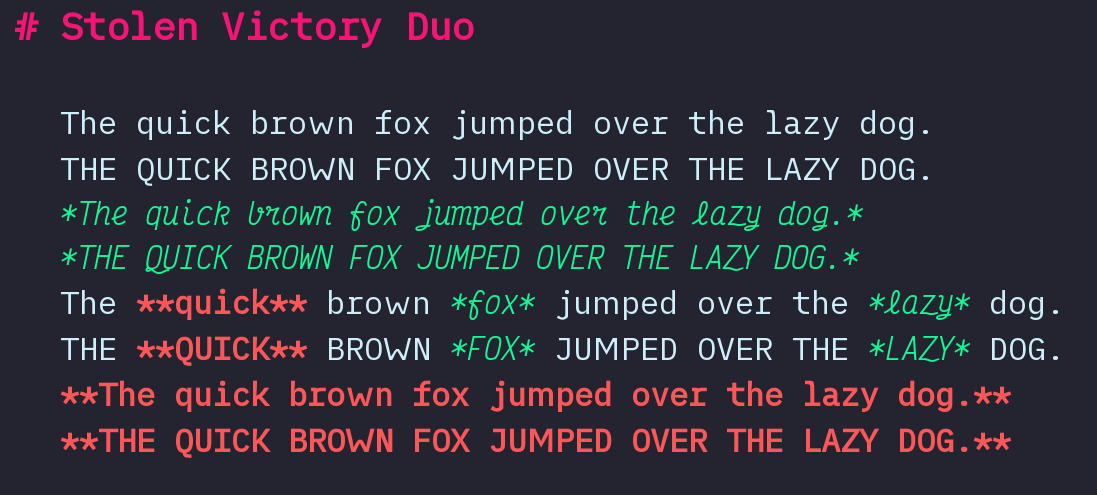 # Stolen Victory Duo
The quick brown fox jumped over the lazy dog.
THE QUICK BROWN FOX JUMPED OVER THE LAZY DOG.
*The quick brown fox jumped over the lazy dog.*
*THE QUICK BROWN FOX JUMPED OVER THE LAZY DOG.*
The **quick** brown *fox* jumped over the *lazy* dog.
THE **QUICK** BROWN *FOX* JUMPED OVER THE *LAZY* DOG.
**The quick brown fox jumped over the lazy dog.**
**THE QUICK BROWN FOX JUMPED OVER THE LAZY DOG.**